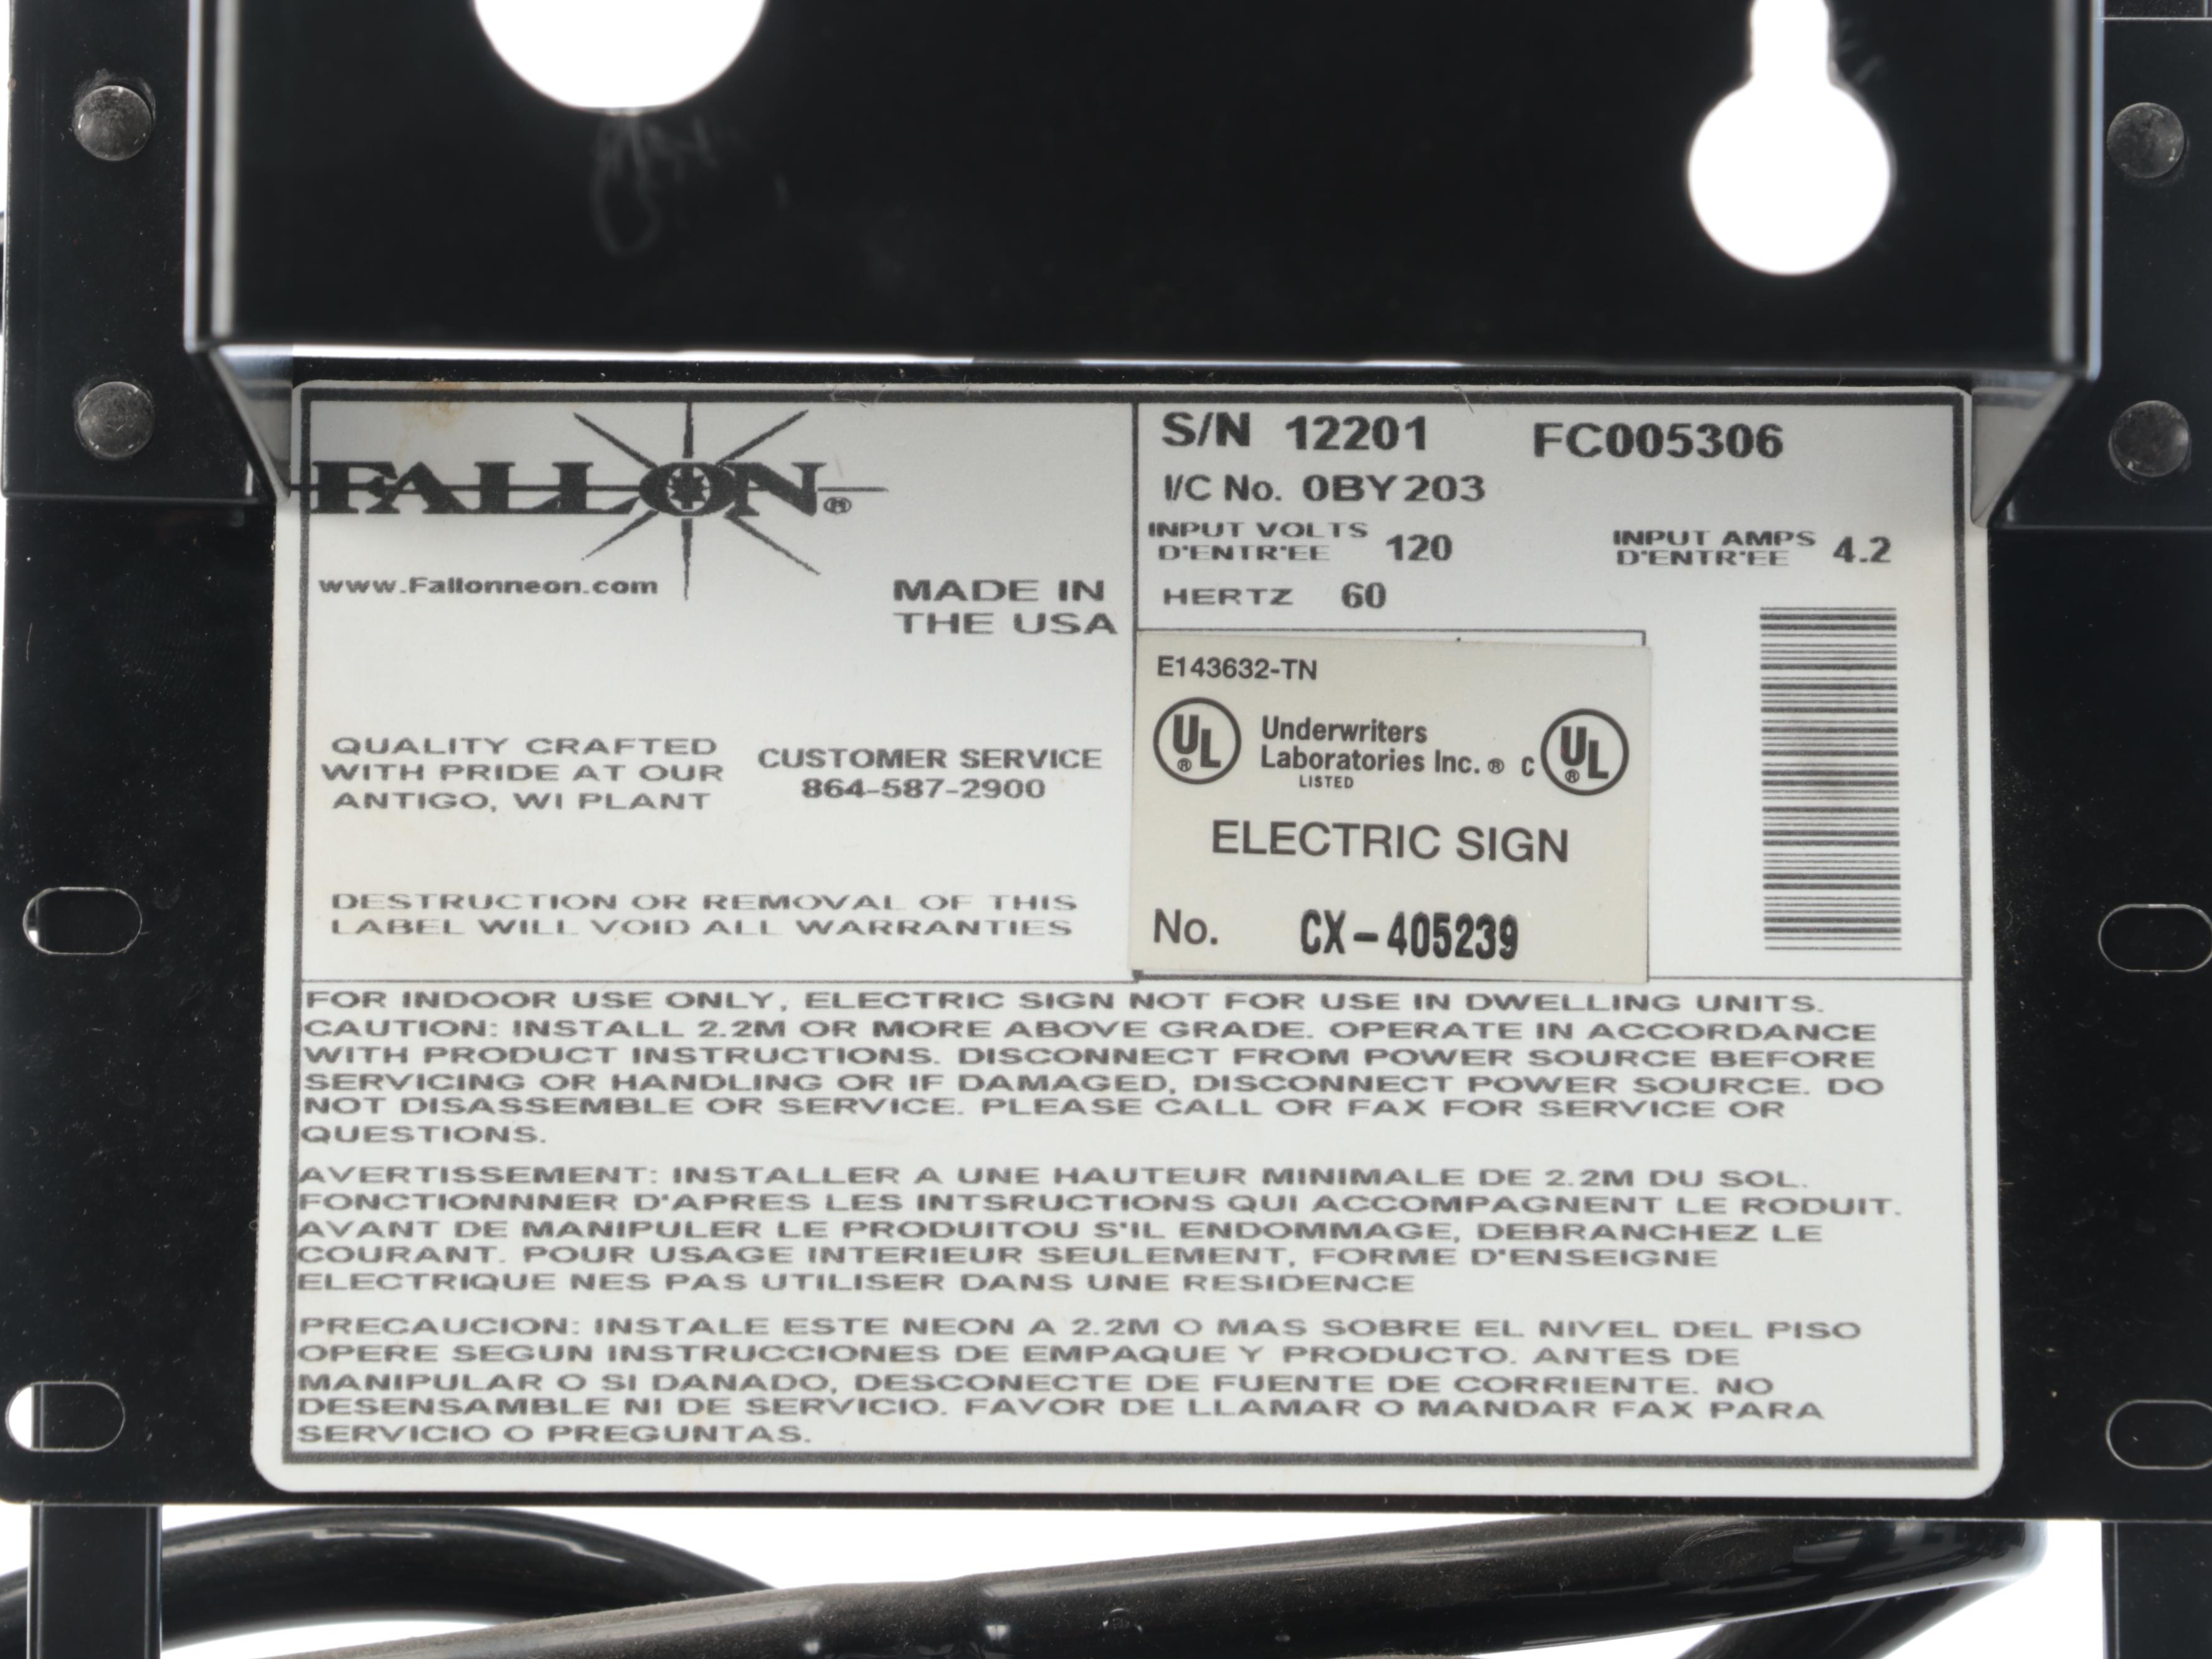 FALLON®
www.Fallonneon.com
MADE IN
THE USA
QUALITY CRAFTED
WITH PRIDE AT OUR
ANTIGO, WI PLANT
CUSTOMER SERVICE
864-587-2900
DESTRUCTION OR REMOVAL OF THIS
LABEL WILL VOID ALL WARRANTIES
S/N 12201 FC005306
I/C No. 0BY203
INPUT VOLTS
D'ENTR'EE 120
INPUT AMPS
D'ENTR'EE 4.2
HERTZ 60
E143632-TN
UL® Underwriters
Laboratories Inc.® C UL®
LISTED
ELECTRIC SIGN
No. CX-405239
FOR INDOOR USE ONLY, ELECTRIC SIGN NOT FOR USE IN DWELLING UNITS.
CAUTION: INSTALL 2.2M OR MORE ABOVE GRADE. OPERATE IN ACCORDANCE
WITH PRODUCT INSTRUCTIONS. DISCONNECT FROM POWER SOURCE BEFORE
SERVICING OR HANDLING OR IF DAMAGED, DISCONNECT POWER SOURCE. DO
NOT DISASSEMBLE OR SERVICE. PLEASE CALL OR FAX FOR SERVICE OR
QUESTIONS.
AVERTISSEMENT: INSTALLER A UNE HAUTEUR MINIMALE DE 2.2M DU SOL.
FONCTIONNNER D'APRES LES INTSRUCTIONS QUI ACCOMPAGNENT LE RODUIT.
AVANT DE MANIPULER LE PRODUITOU S'IL ENDOMMAGE, DEBRANCHEZ LE
COURANT. POUR USAGE INTERIEUR SEULEMENT, FORME D'ENSEIGNE
ELECTRIQUE NES PAS UTILISER DANS UNE RESIDENCE
PRECAUCION: INSTALE ESTE NEON A 2.2M O MAS SOBRE EL NIVEL DEL PISO
OPERE SEGUN INSTRUCCIONES DE EMPAQUE Y PRODUCTO. ANTES DE
MANIPULAR O SI DANADO, DESCONECTE DE FUENTE DE CORRIENTE. NO
DESENSAMBLE NI DE SERVICIO. FAVOR DE LLAMAR O MANDAR FAX PARA
SERVICIO O PREGUNTAS.